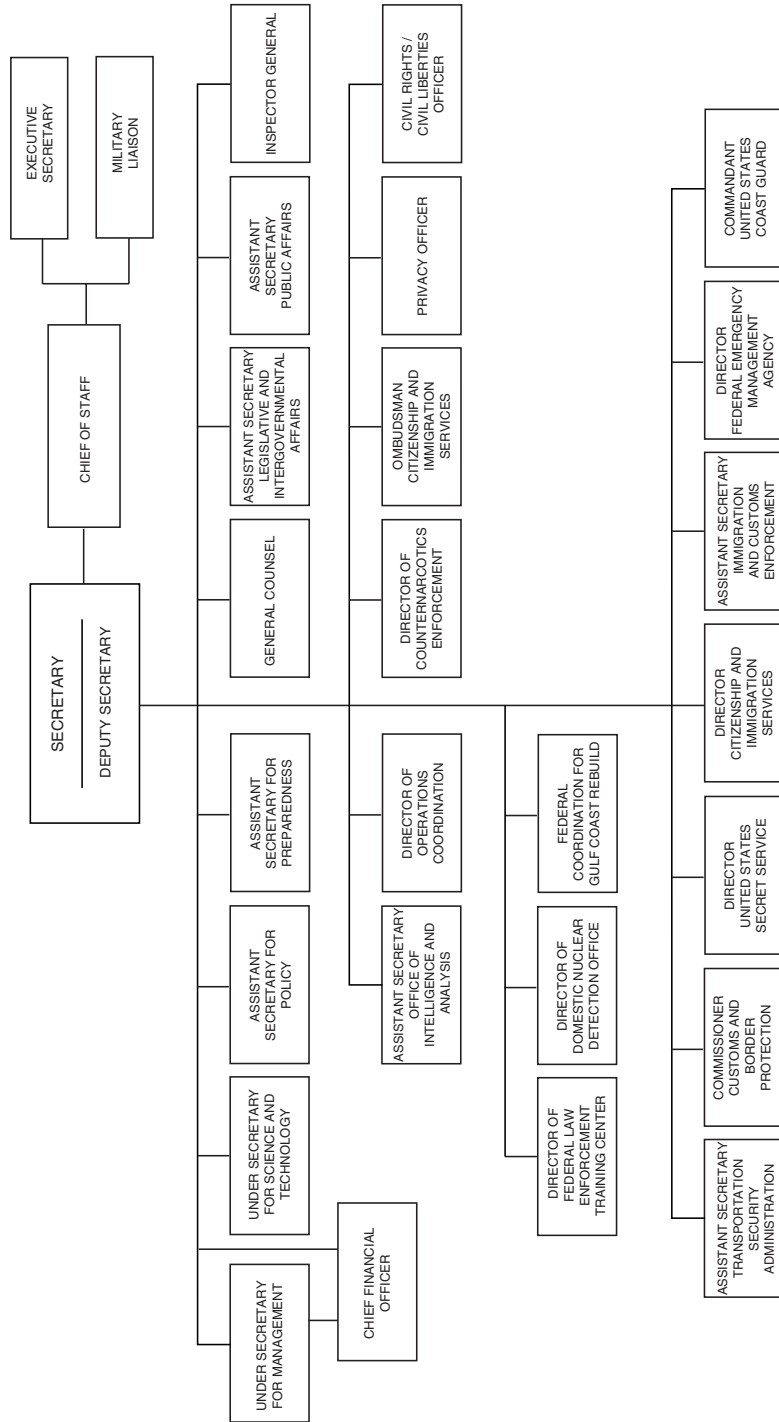 SECRETARY
DEPUTY SECRETARY
CHIEF OF STAFF
EXECUTIVE
SECRETARY
MILITARY
LIAISON
UNDER SECRETARY
FOR MANAGEMENT
CHIEF FINANCIAL
OFFICER
UNDER SECRETARY
FOR SCIENCE AND
TECHNOLOGY
ASSISTANT
SECRETARY FOR
POLICY
ASSISTANT
SECRETARY FOR
PREPAREDNESS
GENERAL COUNSEL
ASSISTANT SECRETARY
LEGISLATIVE AND
INTERGOVERNMENTAL
AFFAIRS
ASSISTANT
SECRETARY
PUBLIC AFFAIRS
INSPECTOR GENERAL
ASSISTANT SECRETARY
OFFICE OF
INTELLIGENCE AND
ANALYSIS
DIRECTOR OF
OPERATIONS
COORDINATION
DIRECTOR OF
COUNTERNARCOTICS
ENFORCEMENT
OMBUDSMAN
CITIZENSHIP AND
IMMIGRATION
SERVICES
PRIVACY OFFICER
CIVIL RIGHTS /
CIVIL LIBERTIES
OFFICER
DIRECTOR OF
FEDERAL LAW
ENFORCEMENT
TRAINING CENTER
DIRECTOR OF
DOMESTIC NUCLEAR
DETECTION OFFICE
FEDERAL
COORDINATION FOR
GULF COAST REBUILD
ASSISTANT SECRETARY
TRANSPORTATION
SECURITY
ADMINISTRATION
COMMISSIONER
CUSTOMS AND
BORDER
PROTECTION
DIRECTOR
UNITED STATES
SECRET SERVICE
DIRECTOR
CITIZENSHIP AND
IMMIGRATION
SERVICES
ASSISTANT SECRETARY
IMMIGRATION
AND CUSTOMS
ENFORCEMENT
DIRECTOR
FEDERAL EMERGENCY
MANAGEMENT
AGENCY
COMMANDANT
UNITED STATES
COAST GUARD